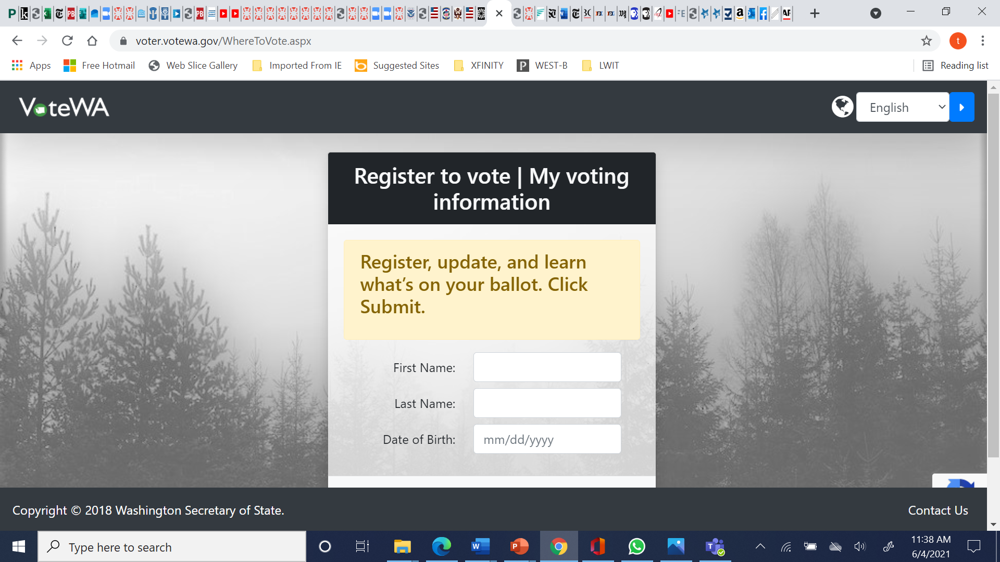 voter.votewa.gov/WhereToVote.aspx
t
Apps
Free Hotmail
Web Slice Gallery
Imported From IE
Suggested Sites
XFINITY
WEST-B
LWIT
Reading list
VoteWA
English
Register to vote | My voting
information
Register, update, and learn
what’s on your ballot. Click
Submit.
First Name:
Last Name:
Date of Birth:
mm/dd/yyyy
Copyright © 2018 Washington Secretary of State.
Contact Us
Type here to search
11:38 AM
6/4/2021